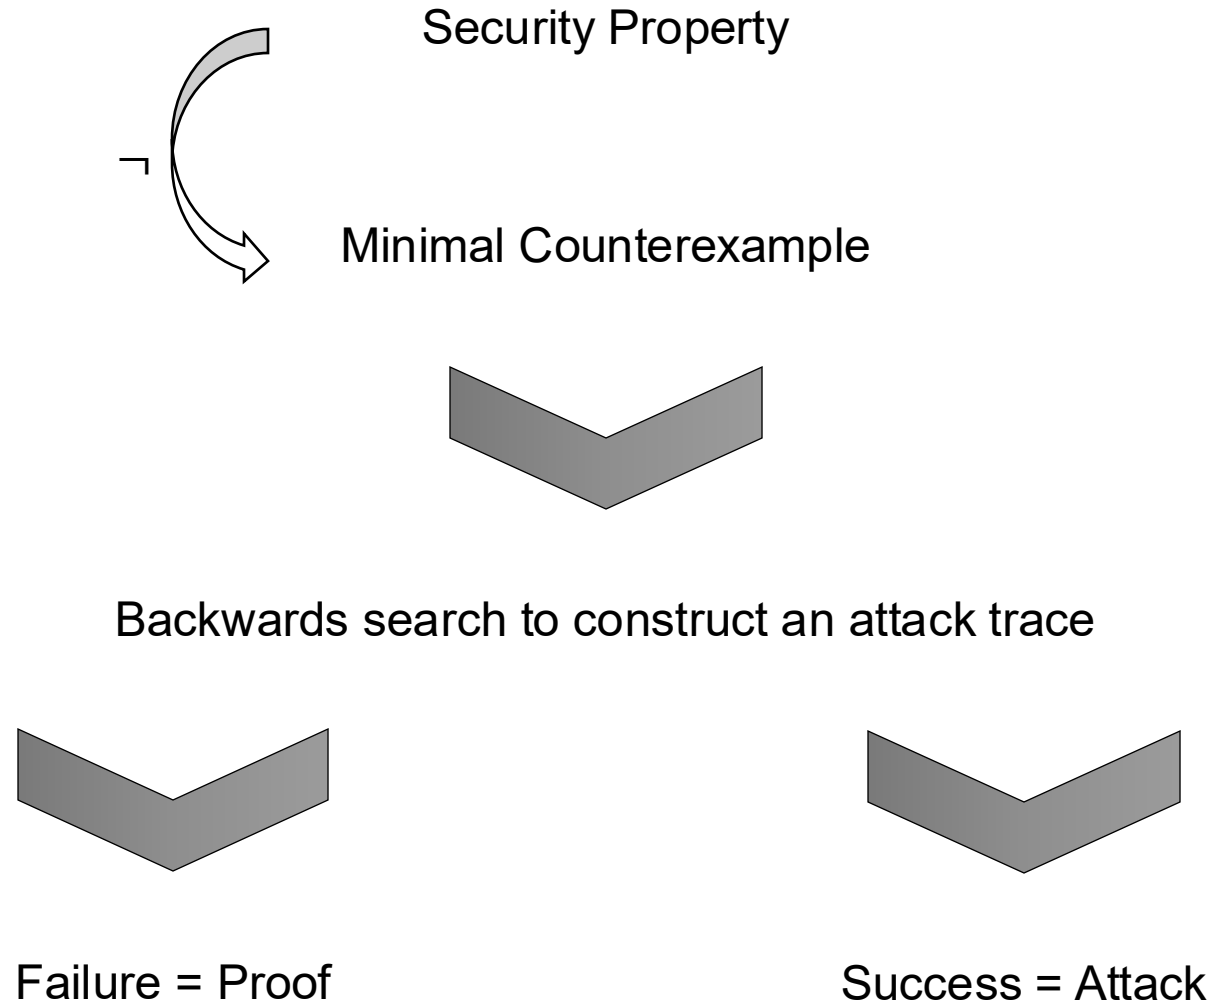 Security Property
¬
Minimal Counterexample
Backwards search to construct an attack trace
Failure = Proof
Success = Attack